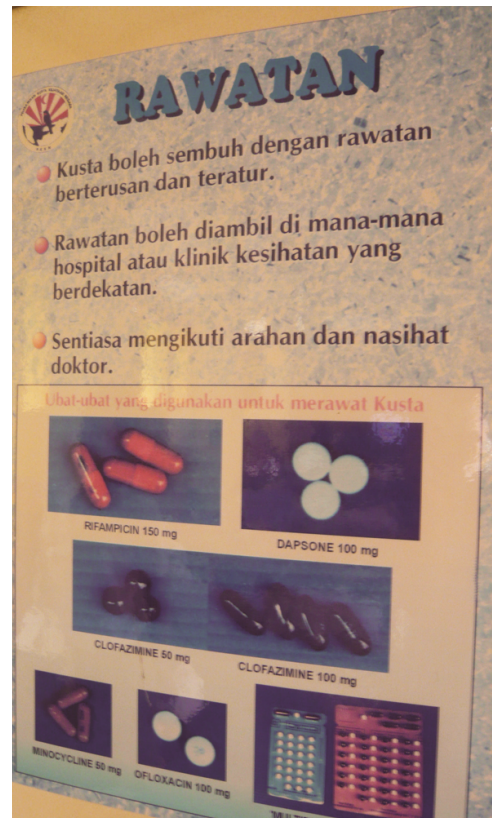 RAWATAN
Kusta boleh sembuh dengan rawatan
berterusan dan teratur.
Rawatan boleh diambil di mana-mana
hospital atau klinik kesihatan yang
berdekatan.
Sentiasa mengikuti arahan dan nasihat
doktor.
Ubat-ubat yang digunakan untuk merawat Kusta
RIFAMPICIN 150 mg
DAPSONE 100 mg
CLOFAZIMINE 50 mg
CLOFAZIMINE 100 mg
MINOCYCLINE 50 mg
OFLOXACIN 100 mg